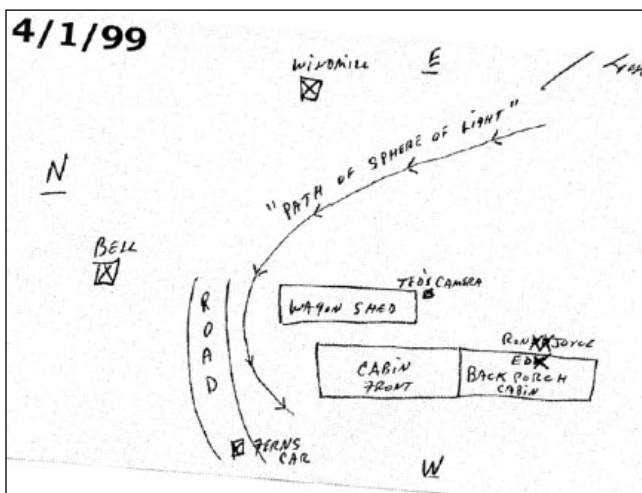 4/1/99
WINDMILL
E
"PATH OF SPHERE OF LIGHT"
N
BELL
ROAD
TED'S CAMERA
WAGON SHED
RON JOYCE
ED
CABIN
FRONT
BACK PORCH
CABIN
FERNS
CAR
W